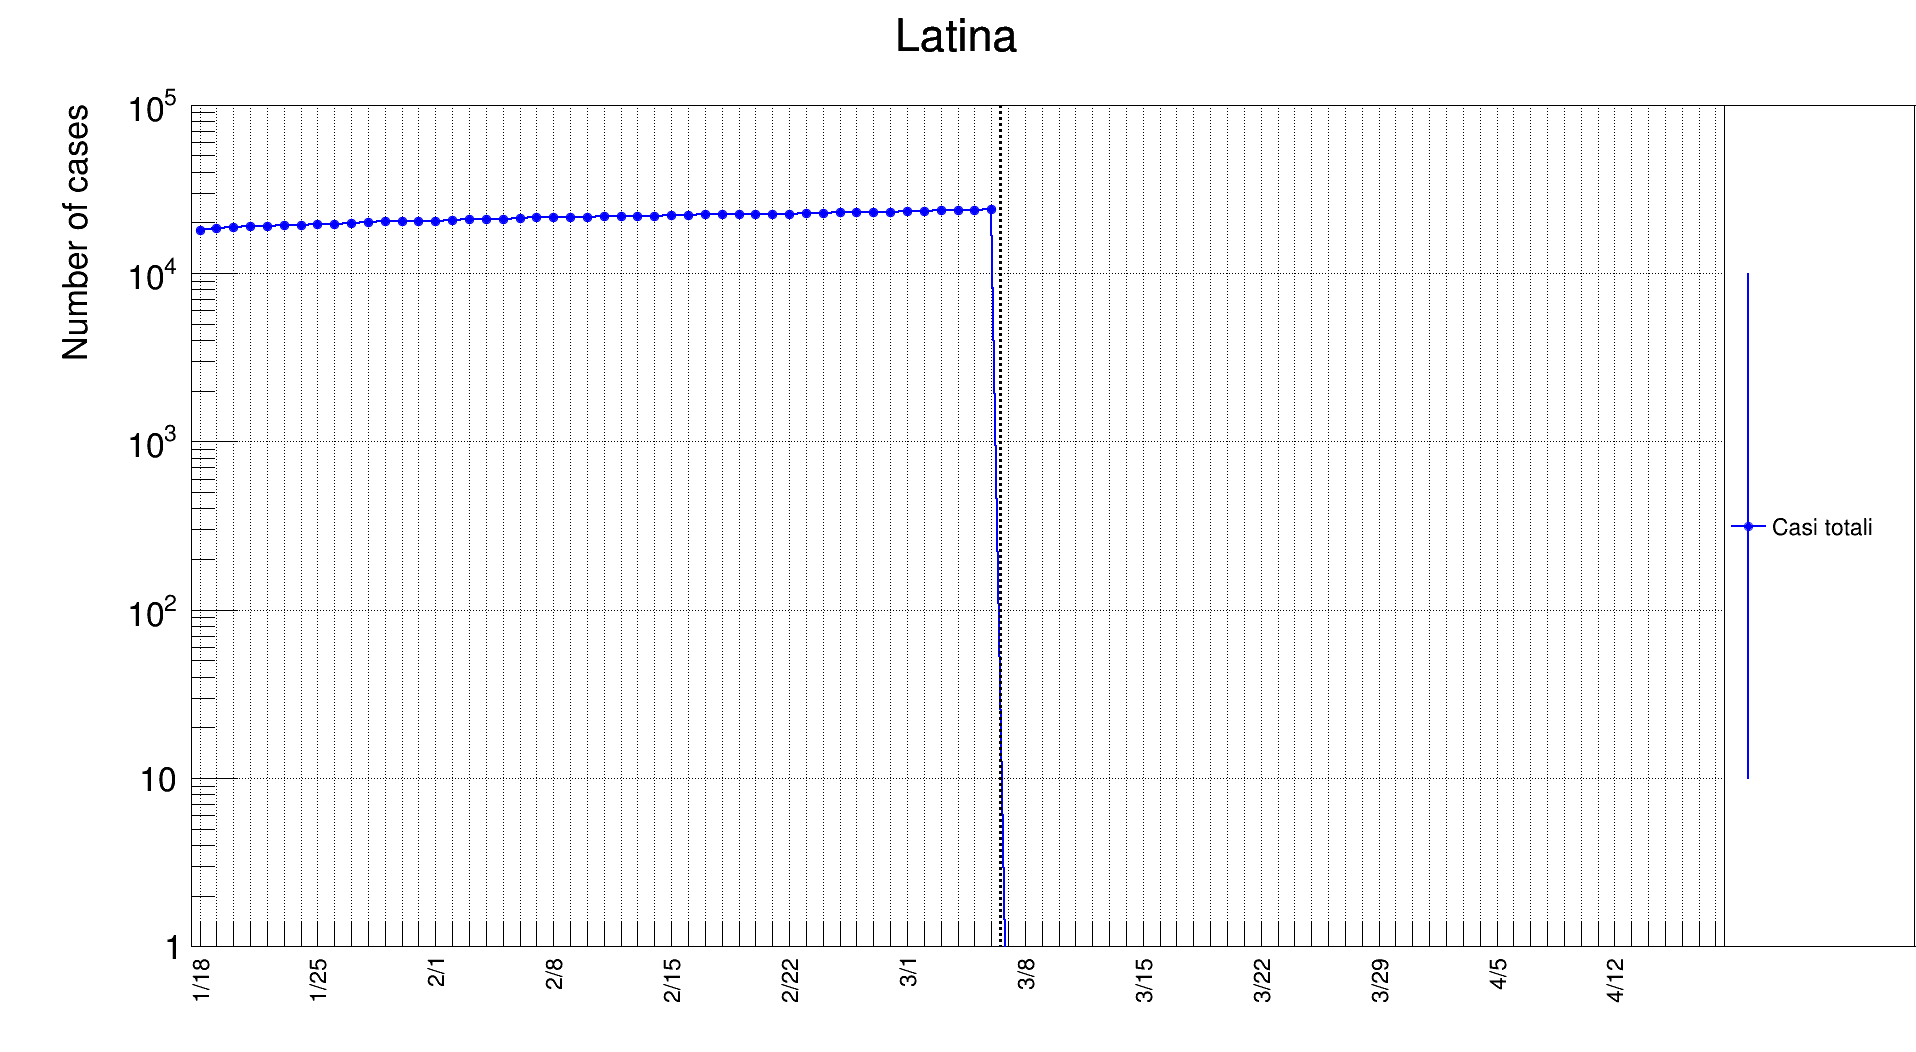 Latina
Number of cases
10^5
10^4
10^3
10^2
10
1
1/18 1/25 2/1 2/8 2/15 2/22 3/1 3/8 3/15 3/22 3/29 4/5 4/12
Casi totali